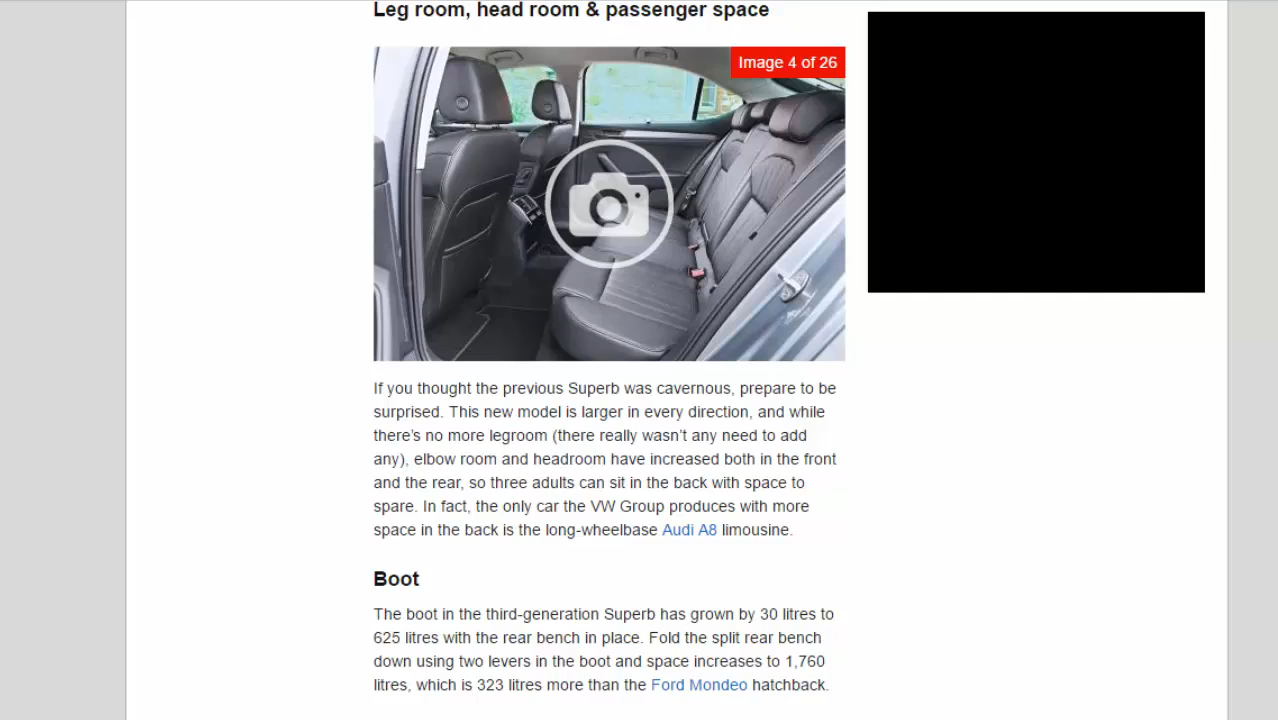 Leg room, head room & passenger space
Image 4 of 26
If you thought the previous Superb was cavernous, prepare to be
surprised. This new model is larger in every direction, and while
there's no more legroom (there really wasn't any need to add
any), elbow room and headroom have increased both in the front
and the rear, so three adults can sit in the back with space to
spare. In fact, the only car the VW Group produces with more
space in the back is the long-wheelbase Audi A8 limousine.
Boot
The boot in the third-generation Superb has grown by 30 litres to
625 litres with the rear bench in place. Fold the split rear bench
down using two levers in the boot and space increases to 1,760
litres, which is 323 litres more than the Ford Mondeo hatchback.